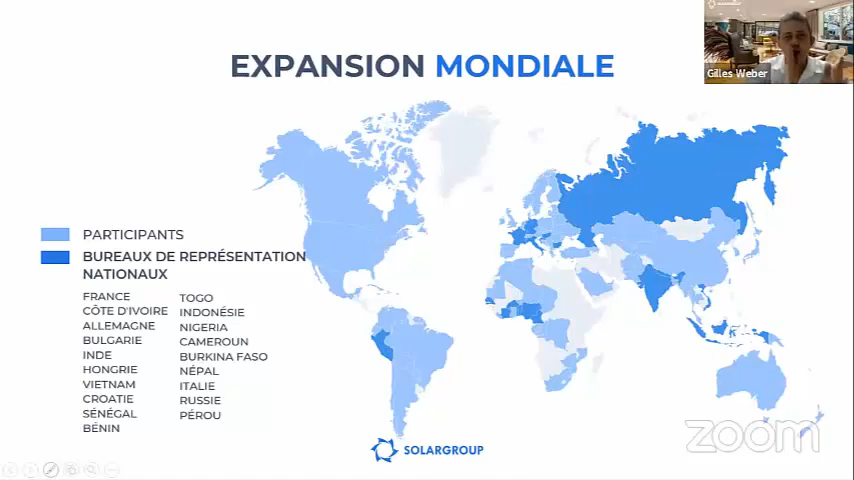 EXPANSION MONDIALE
Gilles Weber
PARTICIPANTS
BUREAUX DE REPRÉSENTATION
NATIONAUX
FRANCE
CÔTE D'IVOIRE
ALLEMAGNE
BULGARIE
INDE
HONGRIE
VIETNAM
CROATIE
SÉNÉGAL
BÉNIN
TOGO
INDONÉSIE
NIGERIA
CAMEROUN
BURKINA FASO
NÉPAL
ITALIE
RUSSIE
PÉROU
SOLARGROUP
zoom